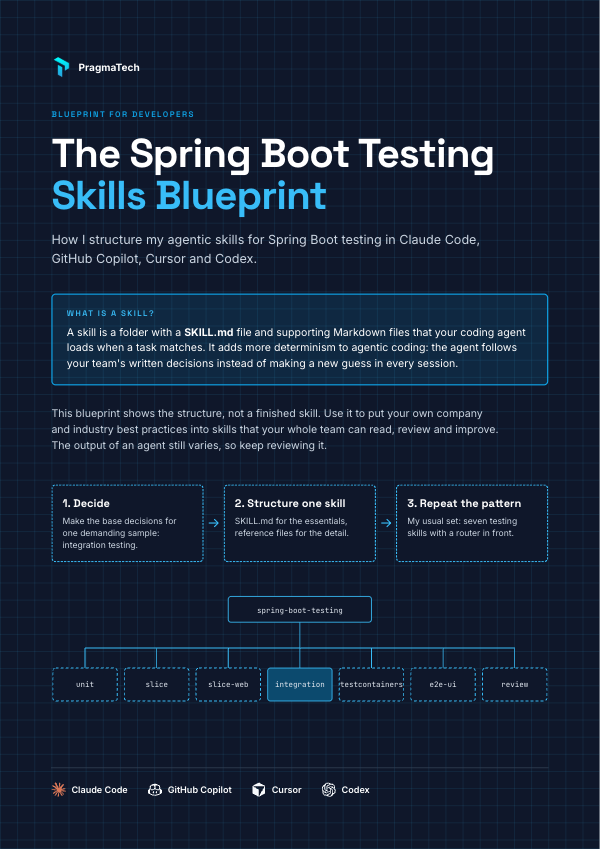 PragmaTech
BLUEPRINT FOR DEVELOPERS
The Spring Boot Testing
Skills Blueprint
How I structure my agentic skills for Spring Boot testing in Claude Code,
GitHub Copilot, Cursor and Codex.
WHAT IS A SKILL?
A skill is a folder with a SKILL.md file and supporting Markdown files that your coding agent
loads when a task matches. It adds more determinism to agentic coding: the agent follows
your team's written decisions instead of making a new guess in every session.
This blueprint shows the structure, not a finished skill. Use it to put your own company
and industry best practices into skills that your whole team can read, review and improve.
The output of an agent still varies, so keep reviewing it.
1. Decide
Make the base decisions for
one demanding sample:
integration testing.
2. Structure one skill
SKILL.md for the essentials,
reference files for the detail.
3. Repeat the pattern
My usual set: seven testing
skills with a router in front.
spring-boot-testing
unit
slice
slice-web
integration
testcontainers
e2e-ui
review
Claude Code
GitHub Copilot
Cursor
Codex